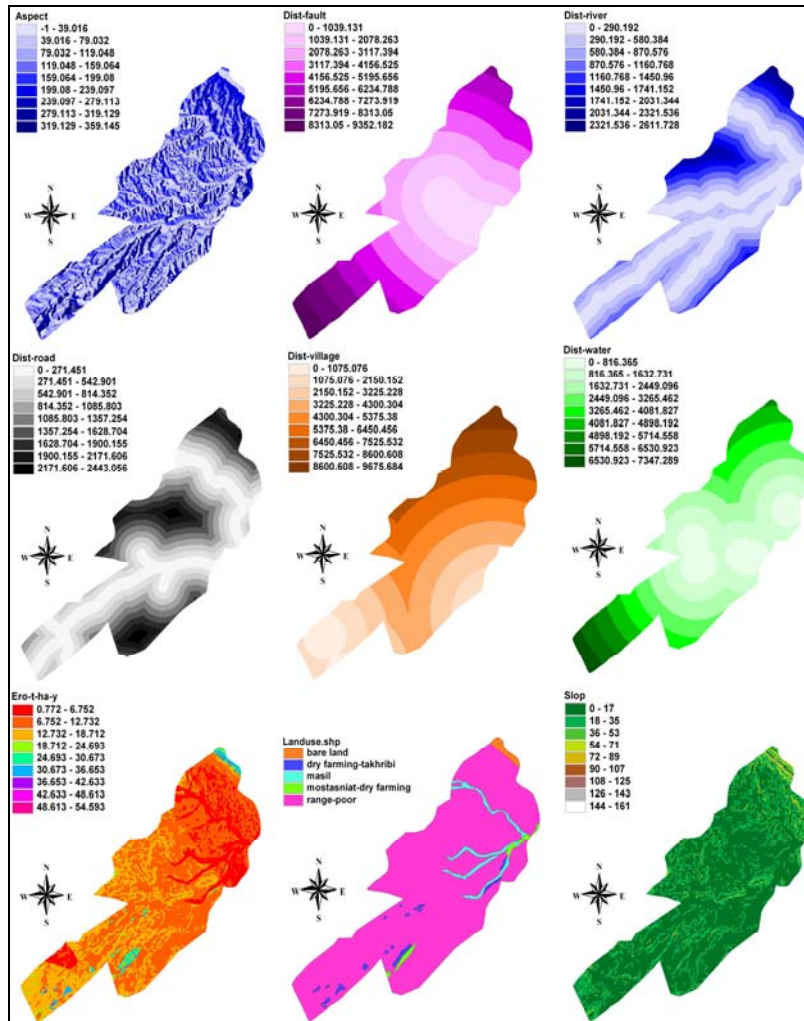 Aspect
-1 - 39.016
39.016 - 79.032
79.032 - 119.048
119.048 - 159.064
159.064 - 199.08
199.08 - 239.097
239.097 - 279.113
279.113 - 319.129
319.129 - 359.145
N
W E
S
Dist-fault
0 - 1039.131
1039.131 - 2078.263
2078.263 - 3117.394
3117.394 - 4156.525
4156.525 - 5195.656
5195.656 - 6234.788
6234.788 - 7273.919
7273.919 - 8313.05
8313.05 - 9352.182
N
W E
S
Dist-river
0 - 290.192
290.192 - 580.384
580.384 - 870.576
870.576 - 1160.768
1160.768 - 1450.96
1450.96 - 1741.152
1741.152 - 2031.344
2031.344 - 2321.536
2321.536 - 2611.728
N
W E
S
Dist-road
0 - 271.451
271.451 - 542.901
542.901 - 814.352
814.352 - 1085.803
1085.803 - 1357.254
1357.254 - 1628.704
1628.704 - 1900.155
1900.155 - 2171.606
2171.606 - 2443.056
N
W E
S
Dist-village
0 - 1075.076
1075.076 - 2150.152
2150.152 - 3225.228
3225.228 - 4300.304
4300.304 - 5375.38
5375.38 - 6450.456
6450.456 - 7525.532
7525.532 - 8600.608
8600.608 - 9675.684
N
W E
S
Dist-water
0 - 816.365
816.365 - 1632.731
1632.731 - 2449.096
2449.096 - 3265.462
3265.462 - 4081.827
4081.827 - 4898.192
4898.192 - 5714.558
5714.558 - 6530.923
6530.923 - 7347.289
N
W E
S
Ero-t-ha-y
0.772 - 6.752
6.752 - 12.732
12.732 - 18.712
18.712 - 24.693
24.693 - 30.673
30.673 - 36.653
36.653 - 42.633
42.633 - 48.613
48.613 - 54.593
N
W E
S
Landuse.shp
bare land
dry farming-takhribi
masil
mostasniat-dry farming
range-poor
N
W E
S
Slop
0 - 17
18 - 35
36 - 53
54 - 71
72 - 89
90 - 107
108 - 125
126 - 143
144 - 161
N
W E
S